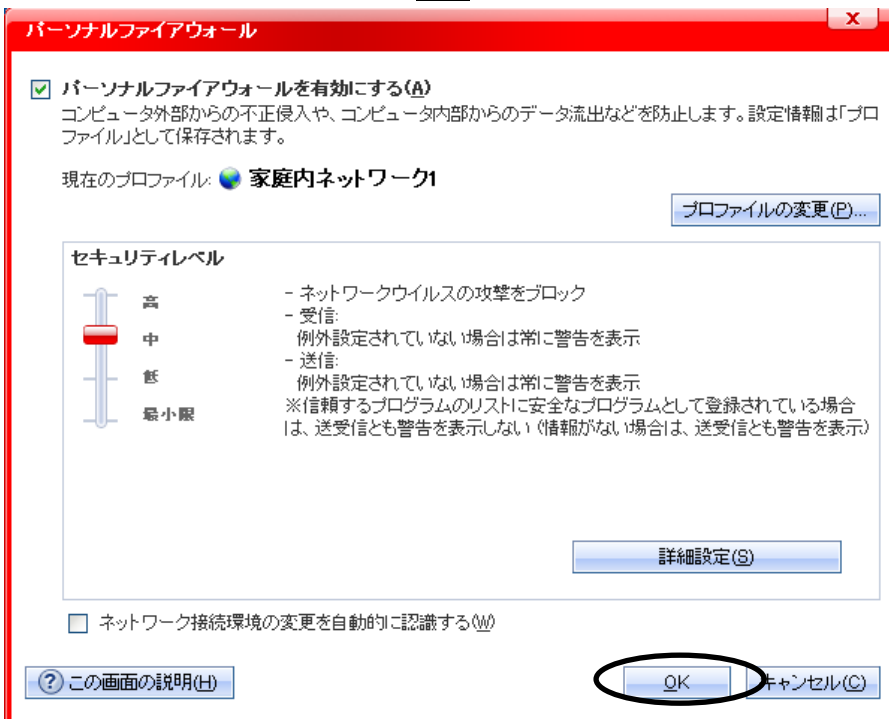 パーソナルファイアウォール
X
パーソナルファイアウォールを有効にする(A)
コンピュータ外部からの不正侵入や、コンピュータ内部からのデータ流出などを防止します。設定情報は「プロ
ファイル」として保存されます。
現在のプロファイル: 家庭内ネットワーク1
プロファイルの変更(P)...
セキュリティレベル
高
中
低
最小限
- ネットワークウイルスの攻撃をブロック
- 受信:
例外設定されていない場合は常に警告を表示
- 送信:
例外設定されていない場合は常に警告を表示
※信頼するプログラムのリストに安全なプログラムとして登録されている場合
は、送受信とも警告を表示しない（情報がない場合は、送受信とも警告を表示）
詳細設定(S)
ネットワーク接続環境の変更を自動的に認識する(W)
?この画面の説明(H)
OK
キャンセル(C)